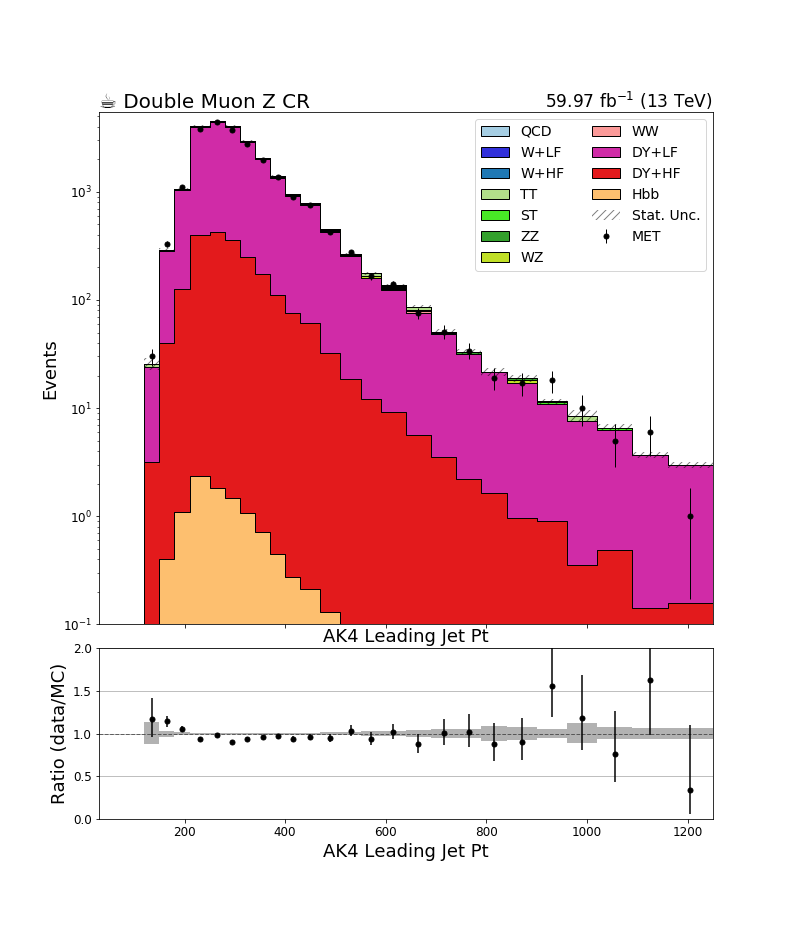 ☕ Double Muon Z CR
59.97 fb⁻¹ (13 TeV)
QCD
W+LF
W+HF
TT
ST
ZZ
WZ
WW
DY+LF
DY+HF
Hbb
Stat. Unc.
MET
Events
10³
10²
10¹
10⁰
10⁻¹
AK4 Leading Jet Pt
Ratio (data/MC)
2.0
1.5
1.0
0.5
0.0
200 400 600 800 1000 1200
AK4 Leading Jet Pt